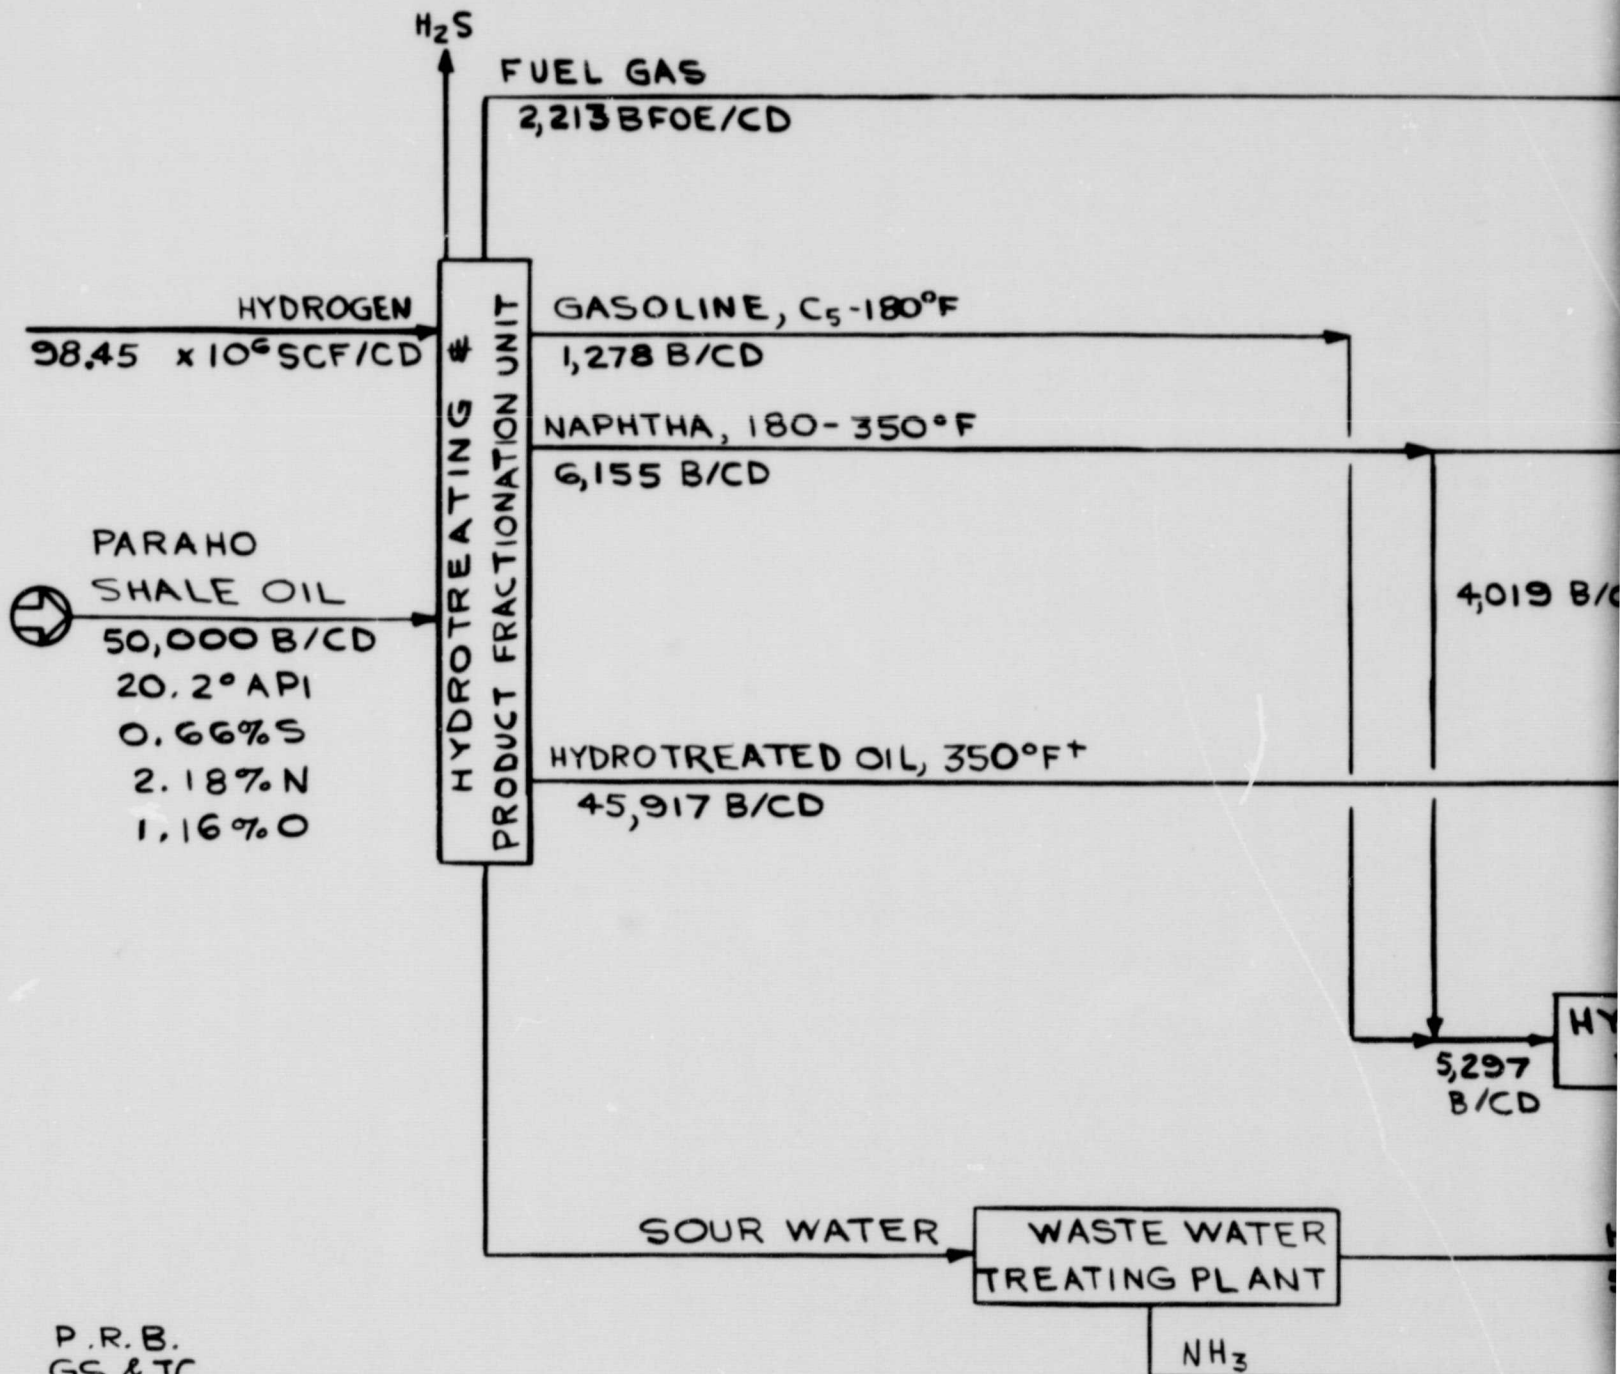 H₂S
FUEL GAS
2,213 BFOE/CD
HYDROGEN
98.45 x 10⁶ SCF/CD
HYDROTREATING &
PRODUCT FRACTIONATION UNIT
GASOLINE, C₅-180°F
1,278 B/CD
NAPHTHA, 180-350°F
6,155 B/CD
PARAHO
SHALE OIL
50,000 B/CD
20.2° API
0.66% S
2.18% N
1.16% O
4,019 B/
HYDROTREATED OIL, 350°F⁺
45,917 B/CD
HY
5,297
B/CD
SOUR WATER
WASTE WATER
TREATING PLANT
NH₃
P.R.B.
GS & TC